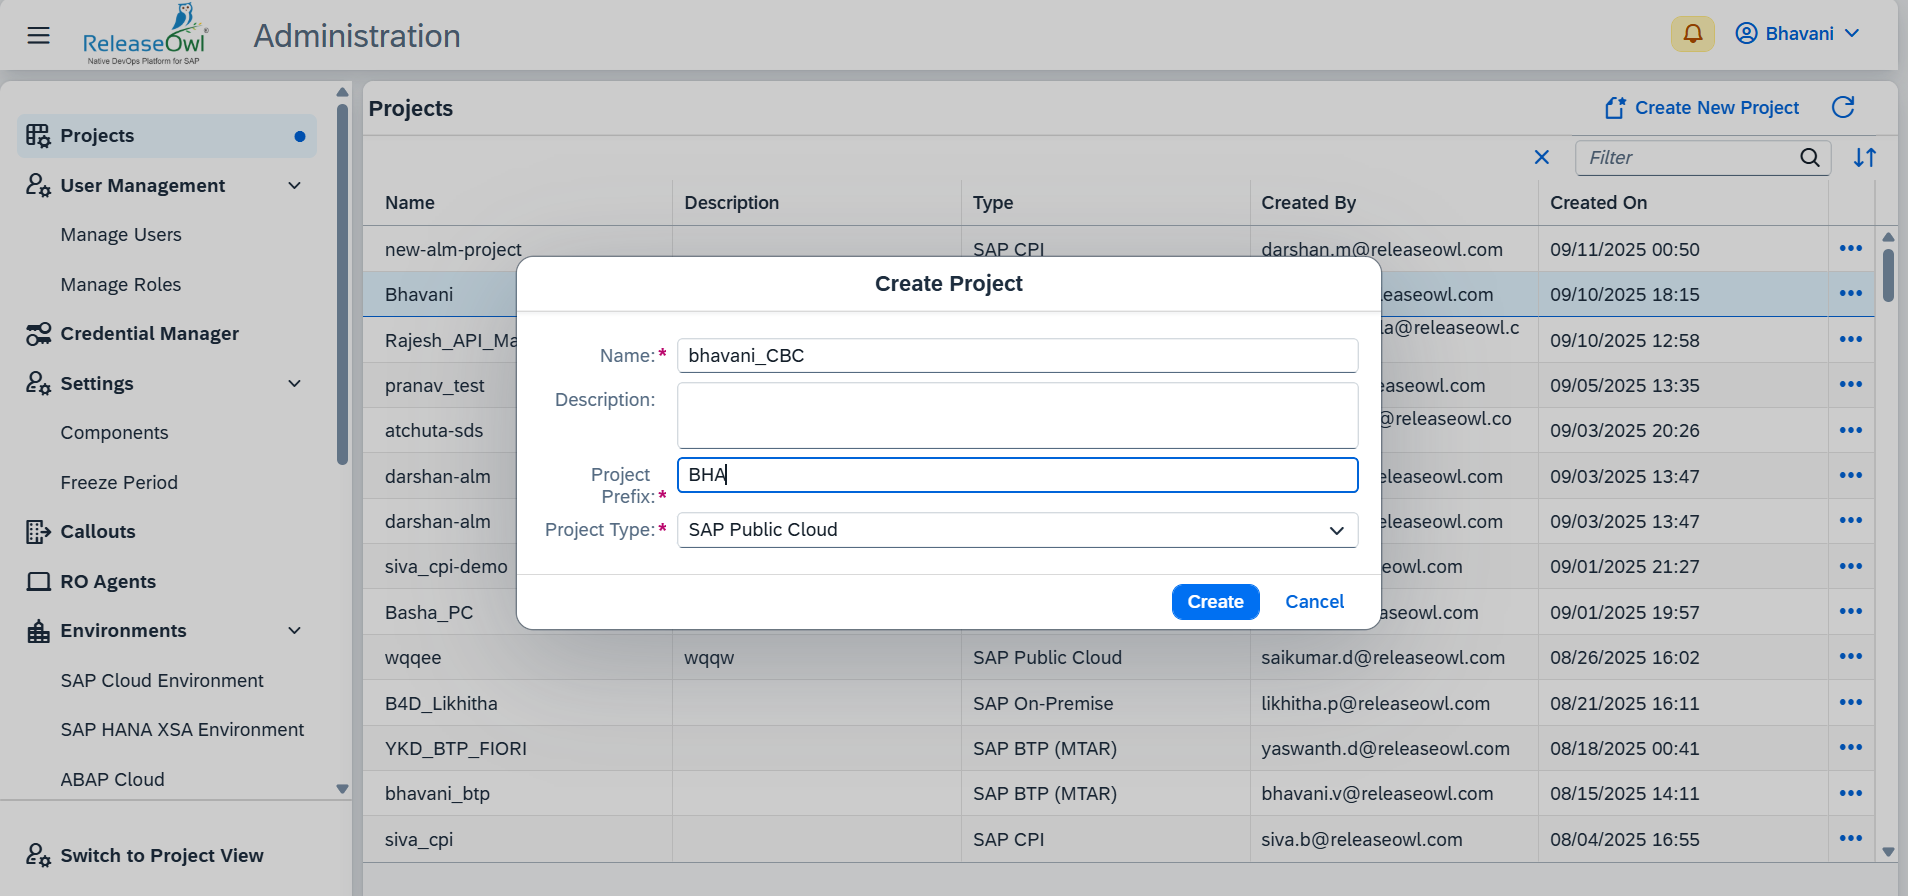 ReleaseOwl
Native DevOps Platform for SAP
Administration
Bhavani
Projects
User Management
Manage Users
Manage Roles
Credential Manager
Settings
Components
Freeze Period
Callouts
RO Agents
Environments
SAP Cloud Environment
SAP HANA XSA Environment
ABAP Cloud
Switch to Project View
Projects
Create New Project
Filter
Name Description Type Created By Created On
new-alm-project SAP CPI darshan.m@releaseowl.com 09/11/2025 00:50
Bhavani easeowl.com 09/10/2025 18:15
Rajesh_API_Ma la@releaseowl.c 09/10/2025 12:58
pranav_test easeowl.com 09/05/2025 13:35
atchuta-sds @releaseowl.co 09/03/2025 20:26
darshan-alm eleaseowl.com 09/03/2025 13:47
darshan-alm eleaseowl.com 09/03/2025 13:47
siva_cpi-demo eowl.com 09/01/2025 21:27
Basha_PC aseowl.com 09/01/2025 19:57
wqqee wqqw SAP Public Cloud saikumar.d@releaseowl.com 08/26/2025 16:02
B4D_Likhitha SAP On-Premise likhitha.p@releaseowl.com 08/21/2025 16:11
YKD_BTP_FIORI SAP BTP (MTAR) yaswanth.d@releaseowl.com 08/18/2025 00:41
bhavani_btp SAP BTP (MTAR) bhavani.v@releaseowl.com 08/15/2025 14:11
siva_cpi SAP CPI siva.b@releaseowl.com 08/04/2025 16:55
Create Project
Name:* bhavani_CBC
Description:
Project
Prefix:* BHA
Project Type:* SAP Public Cloud
Create Cancel